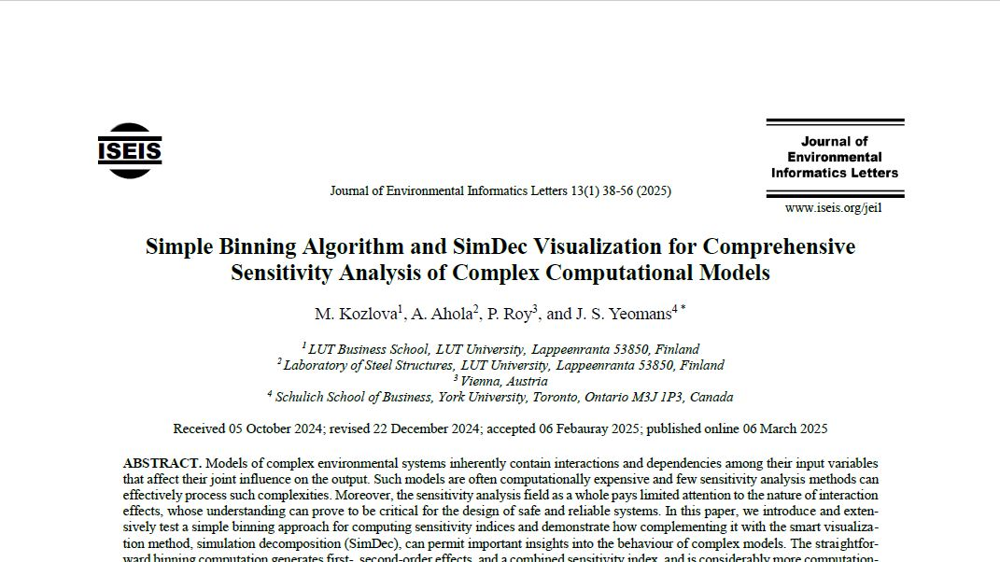 ISEIS
Journal of
Environmental
Informatics Letters
Journal of Environmental Informatics Letters 13(1) 38-56 (2025)
www.iseis.org/jeil
Simple Binning Algorithm and SimDec Visualization for Comprehensive
Sensitivity Analysis of Complex Computational Models
M. Kozlova1, A. Ahola2, P. Roy3, and J. S. Yeomans4 *
1 LUT Business School, LUT University, Lappeenranta 53850, Finland
2 Laboratory of Steel Structures, LUT University, Lappeenranta 53850, Finland
3 Vienna, Austria
4 Schulich School of Business, York University, Toronto, Ontario M3J 1P3, Canada
Received 05 October 2024; revised 22 December 2024; accepted 06 Febauray 2025; published online 06 March 2025
ABSTRACT. Models of complex environmental systems inherently contain interactions and dependencies among their input variables
that affect their joint influence on the output. Such models are often computationally expensive and few sensitivity analysis methods can
effectively process such complexities. Moreover, the sensitivity analysis field as a whole pays limited attention to the nature of interaction
effects, whose understanding can prove to be critical for the design of safe and reliable systems. In this paper, we introduce and exten-
sively test a simple binning approach for computing sensitivity indices and demonstrate how complementing it with the smart visualiza-
tion method, simulation decomposition (SimDec), can permit important insights into the behaviour of complex models. The straightfor-
ward binning computation generates first-, second-order effects, and a combined sensitivity index, and is considerably more computation-